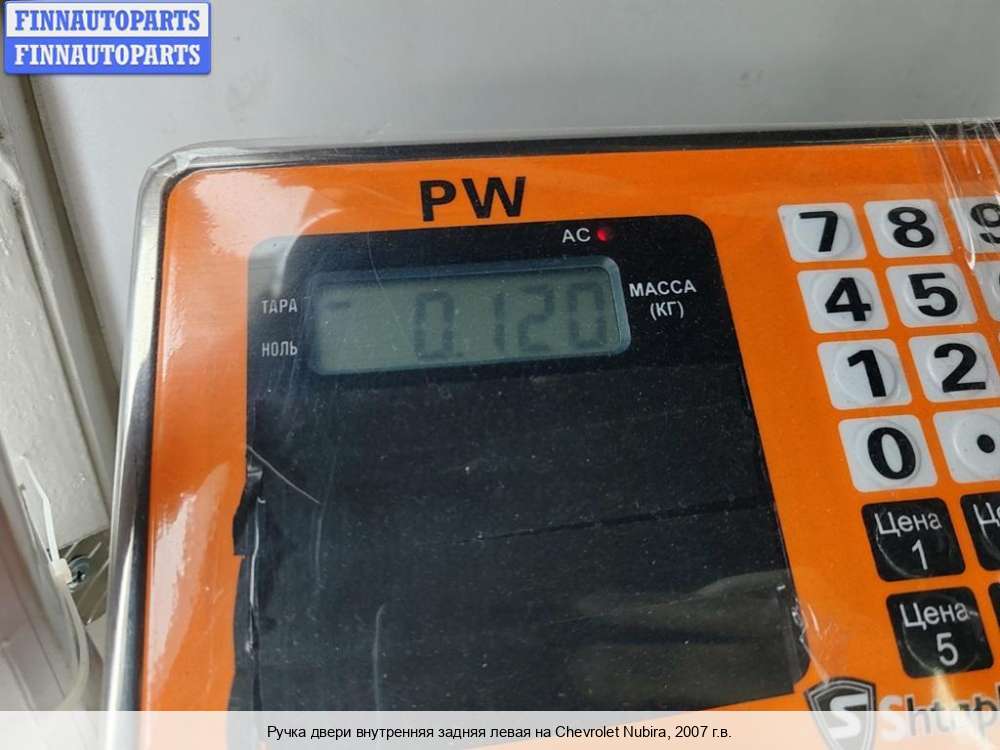 FINNAUTOPARTS
FINNAUTOPARTS
PW
AC
ТАРА
НОЛЬ
0.120
МАССА
(КГ)
7 8 9
4 5
1 2
0 .
Цена
1
Цена
5
S
Ручка двери внутренняя задняя левая на Chevrolet Nubira, 2007 г.в.